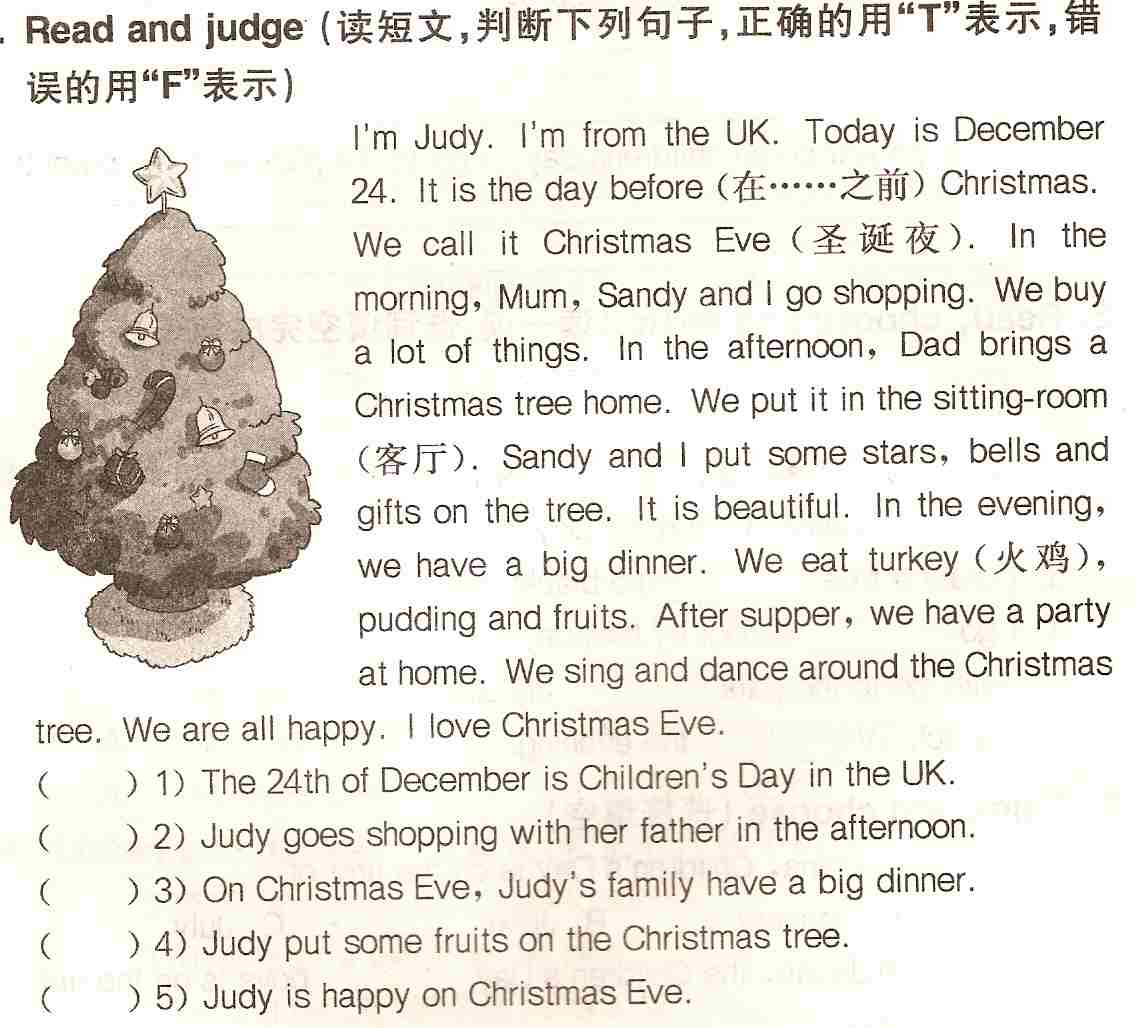 . Read and judge (读短文,判断下列句子,正确的用“T”表示,错
误的用“F”表示)
I'm Judy. I'm from the UK. Today is December
24. It is the day before (在……之前) Christmas.
We call it Christmas Eve (圣诞夜). In the
morning, Mum, Sandy and I go shopping. We buy
a lot of things. In the afternoon, Dad brings a
Christmas tree home. We put it in the sitting-room
(客厅). Sandy and I put some stars, bells and
gifts on the tree. It is beautiful. In the evening,
we have a big dinner. We eat turkey (火鸡),
pudding and fruits. After supper, we have a party
at home. We sing and dance around the Christmas
tree. We are all happy. I love Christmas Eve.
( ) 1) The 24th of December is Children's Day in the UK.
( ) 2) Judy goes shopping with her father in the afternoon.
( ) 3) On Christmas Eve, Judy's family have a big dinner.
( ) 4) Judy put some fruits on the Christmas tree.
( ) 5) Judy is happy on Christmas Eve.